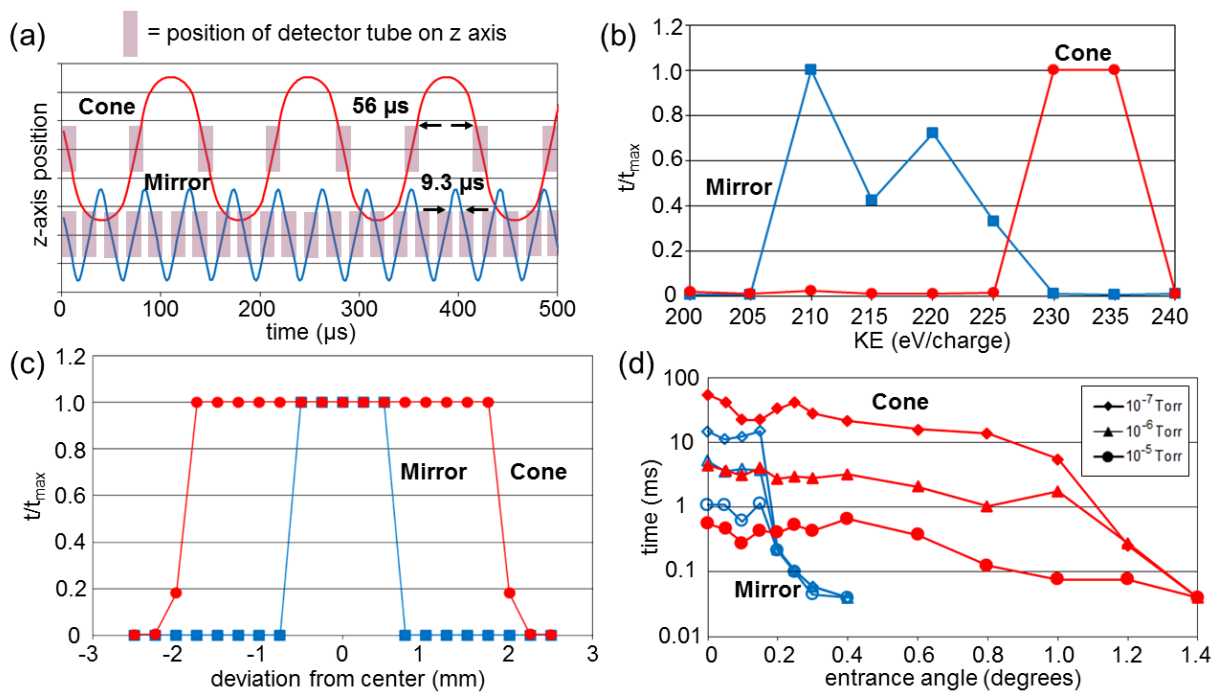 (a)
= position of detector tube on z axis
Cone
56 µs
Mirror
9.3 µs
z-axis position
0
100
200
300
400
500
time (µs)
(b)
1.2
1.0
0.8
0.6
0.4
0.2
0
t/tmax
Cone
Mirror
200
205
210
215
220
225
230
235
240
KE (eV/charge)
(c)
1.2
1.0
0.8
0.6
0.4
0.2
0
t/tmax
Mirror
Cone
-3
-2
-1
0
1
2
3
deviation from center (mm)
(d)
100
10
1
0.1
0.01
time (ms)
Cone
Mirror
10⁻⁷ Torr
10⁻⁶ Torr
10⁻⁵ Torr
0
0.2
0.4
0.6
0.8
1.0
1.2
1.4
entrance angle (degrees)